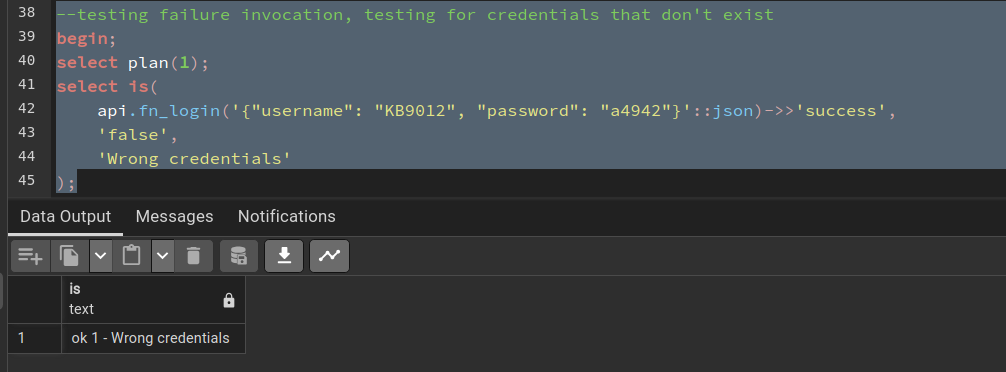 38 --testing failure invocation, testing for credentials that don't exist
39 begin;
40 select plan(1);
41 select is(
42     api.fn_login('{"username": "KB9012", "password": "a4942"}'::json)->>'success',
43     'false',
44     'Wrong credentials'
45 );
Data Output Messages Notifications
is
text
1 ok 1 - Wrong credentials